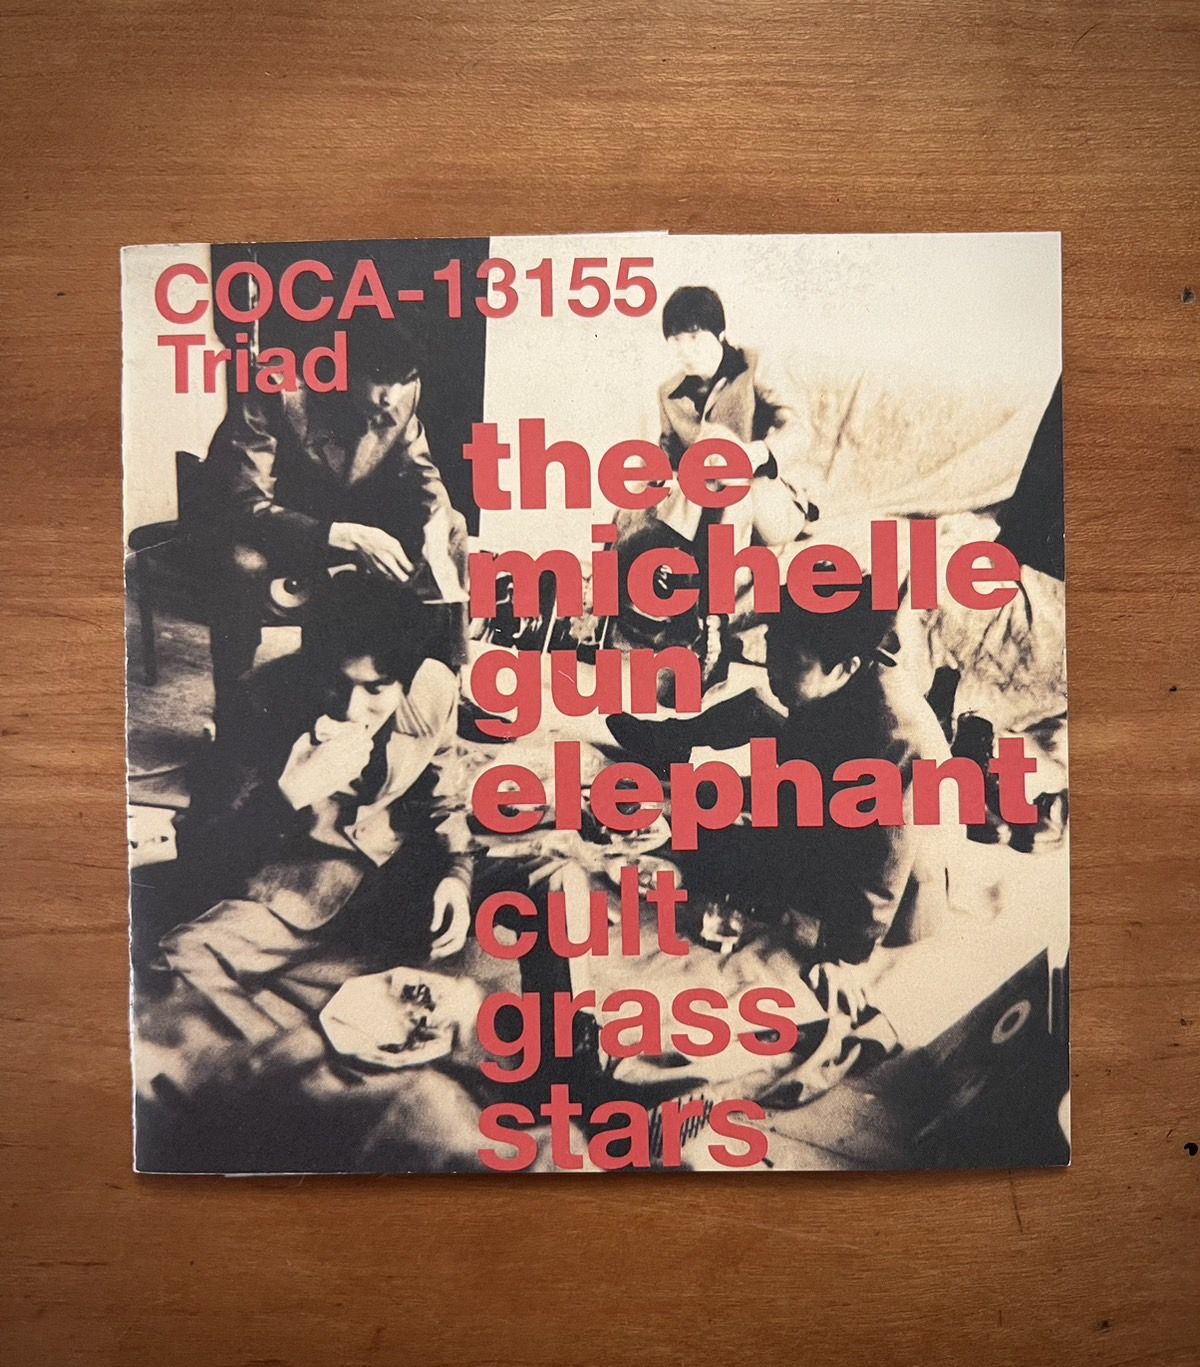 COCA-13155
Triad
thee
michelle
gun
elephant
cult
grass
stars